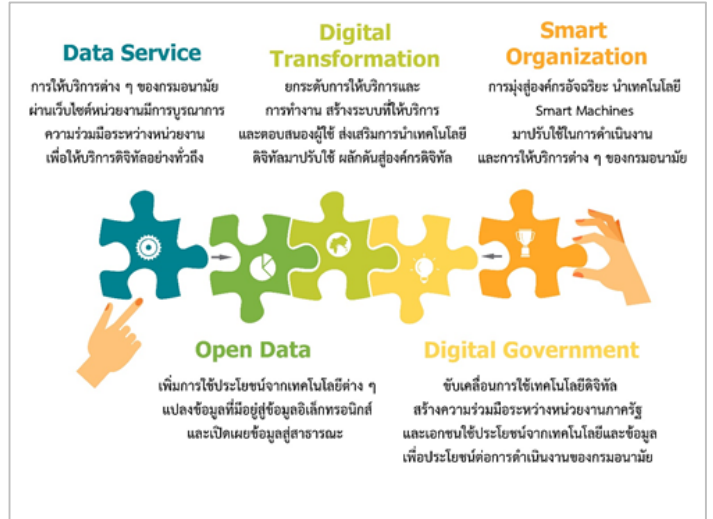 Data Service
การให้บริการต่าง ๆ ของกรมอนามัย
ผ่านเว็บไซต์หน่วยงานมีการบูรณาการ
ความร่วมมือระหว่างหน่วยงาน
เพื่อให้บริการดิจิทัลอย่างทั่วถึง
Digital
Transformation
ยกระดับการให้บริการและ
การทำงาน สร้างระบบที่ให้บริการ
และตอบสนองผู้ใช้ ส่งเสริมการนำเทคโนโลยี
ดิจิทัลมาปรับใช้ ผลักดันสู่องค์กรดิจิทัล
Smart
Organization
การมุ่งสู่องค์กรอัจฉริยะ นำเทคโนโลยี
Smart Machines
มาปรับใช้ในการดำเนินงาน
และการให้บริการต่าง ๆ ของกรมอนามัย
Open Data
เพิ่มการใช้ประโยชน์จากเทคโนโลยีต่าง ๆ
แปลงข้อมูลที่มีอยู่สู่ข้อมูลอิเล็กทรอนิกส์
และเปิดเผยข้อมูลสู่สาธารณะ
Digital Government
ขับเคลื่อนการใช้เทคโนโลยีดิจิทัล
สร้างความร่วมมือระหว่างหน่วยงานภาครัฐ
และเอกชนใช้ประโยชน์จากเทคโนโลยีและข้อมูล
เพื่อประโยชน์ต่อการดำเนินงานของกรมอนามัย